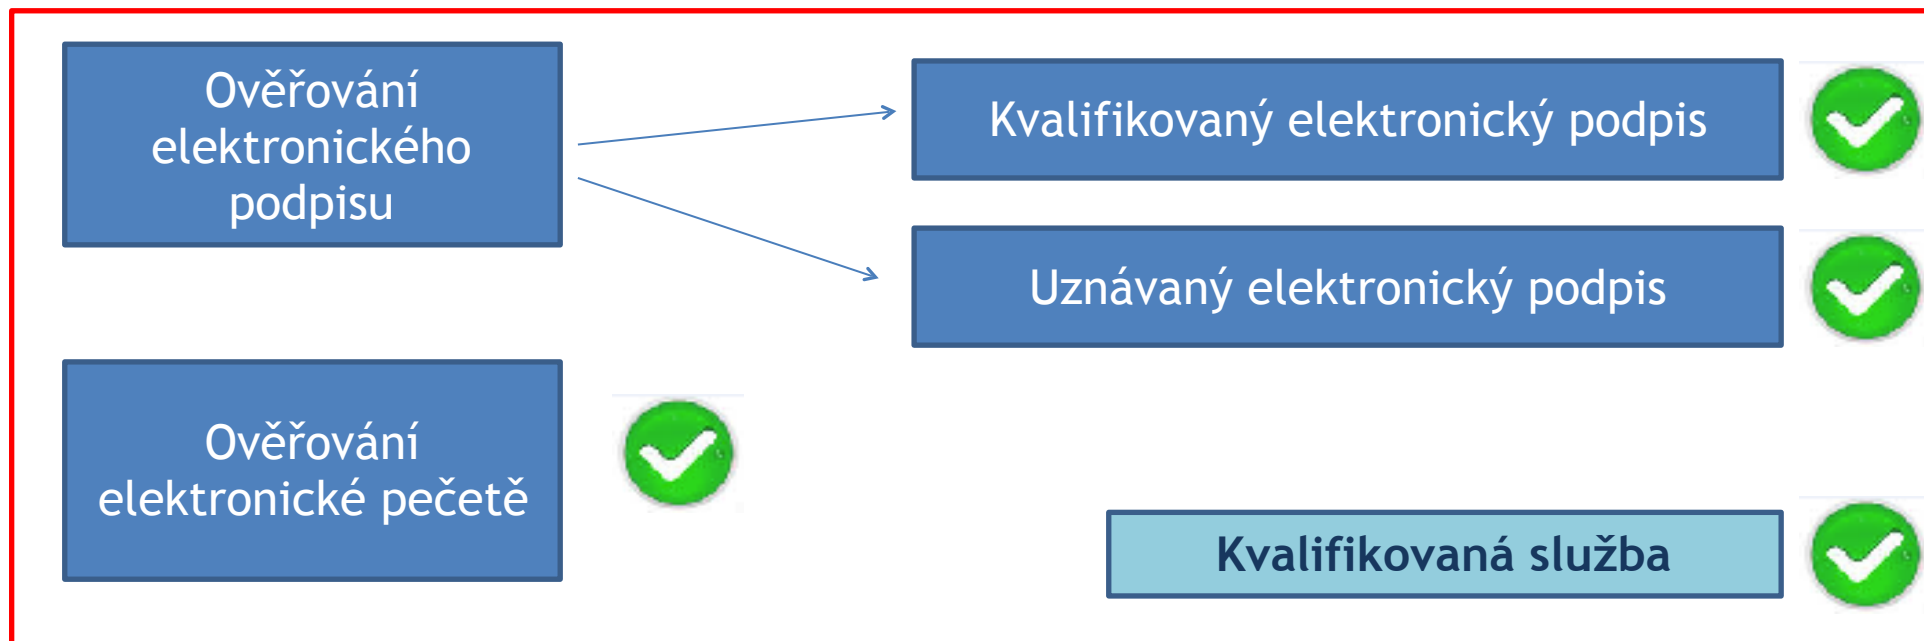 Ověřování
elektronického
podpisu
Kvalifikovaný elektronický podpis
Uznávaný elektronický podpis
Ověřování
elektronické pečetě
Kvalifikovaná služba